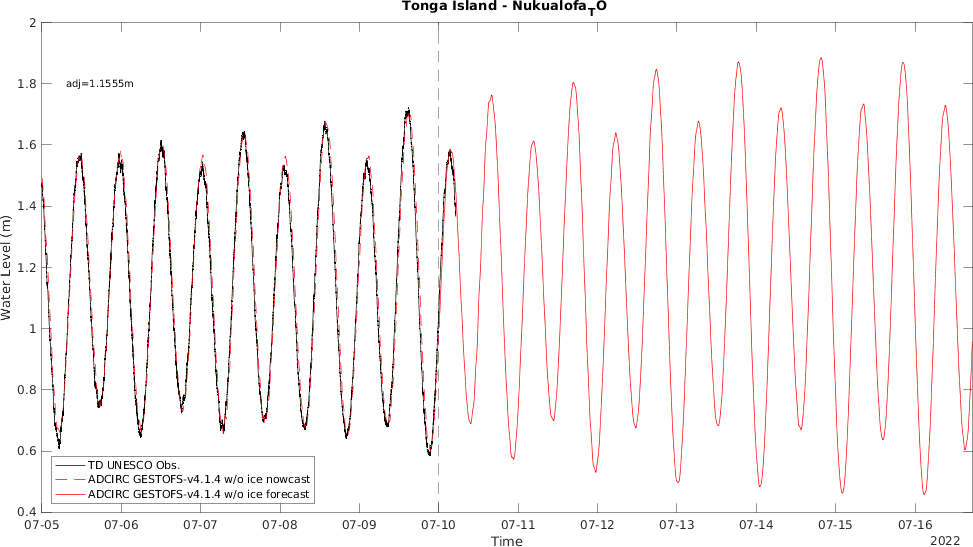 Tonga Island - Nukualofa_TO
adj=1.1555m
Water Level (m)
2
1.8
1.6
1.4
1.2
1
0.8
0.6
0.4
TD UNESCO Obs.
ADCIRC GESTOFS-v4.1.4 w/o ice nowcast
ADCIRC GESTOFS-v4.1.4 w/o ice forecast
07-05 07-06 07-07 07-08 07-09 07-10 07-11 07-12 07-13 07-14 07-15 07-16
Time
2022